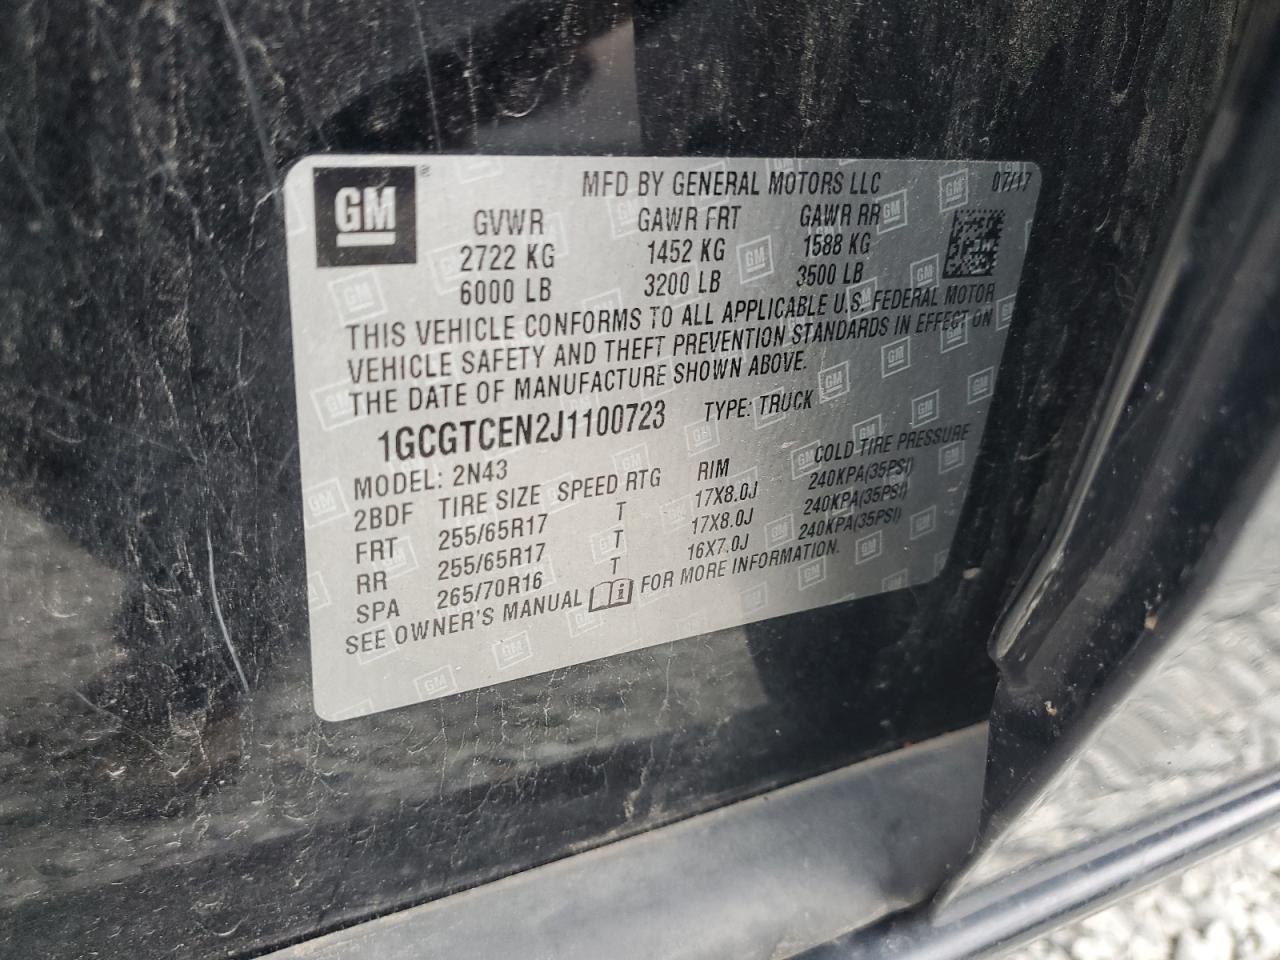 GM
MFD BY GENERAL MOTORS LLC 07/17
GVWR GAWR FRT GAWR RR
2722 KG 1452 KG 1588 KG
6000 LB 3200 LB 3500 LB
THIS VEHICLE CONFORMS TO ALL APPLICABLE U.S. FEDERAL MOTOR
VEHICLE SAFETY AND THEFT PREVENTION STANDARDS IN EFFECT ON
THE DATE OF MANUFACTURE SHOWN ABOVE.
1GCGTCEN2J1100723 TYPE: TRUCK
MODEL: 2N43
2BDF TIRE SIZE SPEED RTG RIM COLD TIRE PRESSURE
FRT 255/65R17 T 17X8.0J 240KPA(35PSI)
RR 255/65R17 T 17X8.0J 240KPA(35PSI)
SPA 265/70R16 T 16X7.0J 240KPA(35PSI)
SEE OWNER'S MANUAL i FOR MORE INFORMATION.